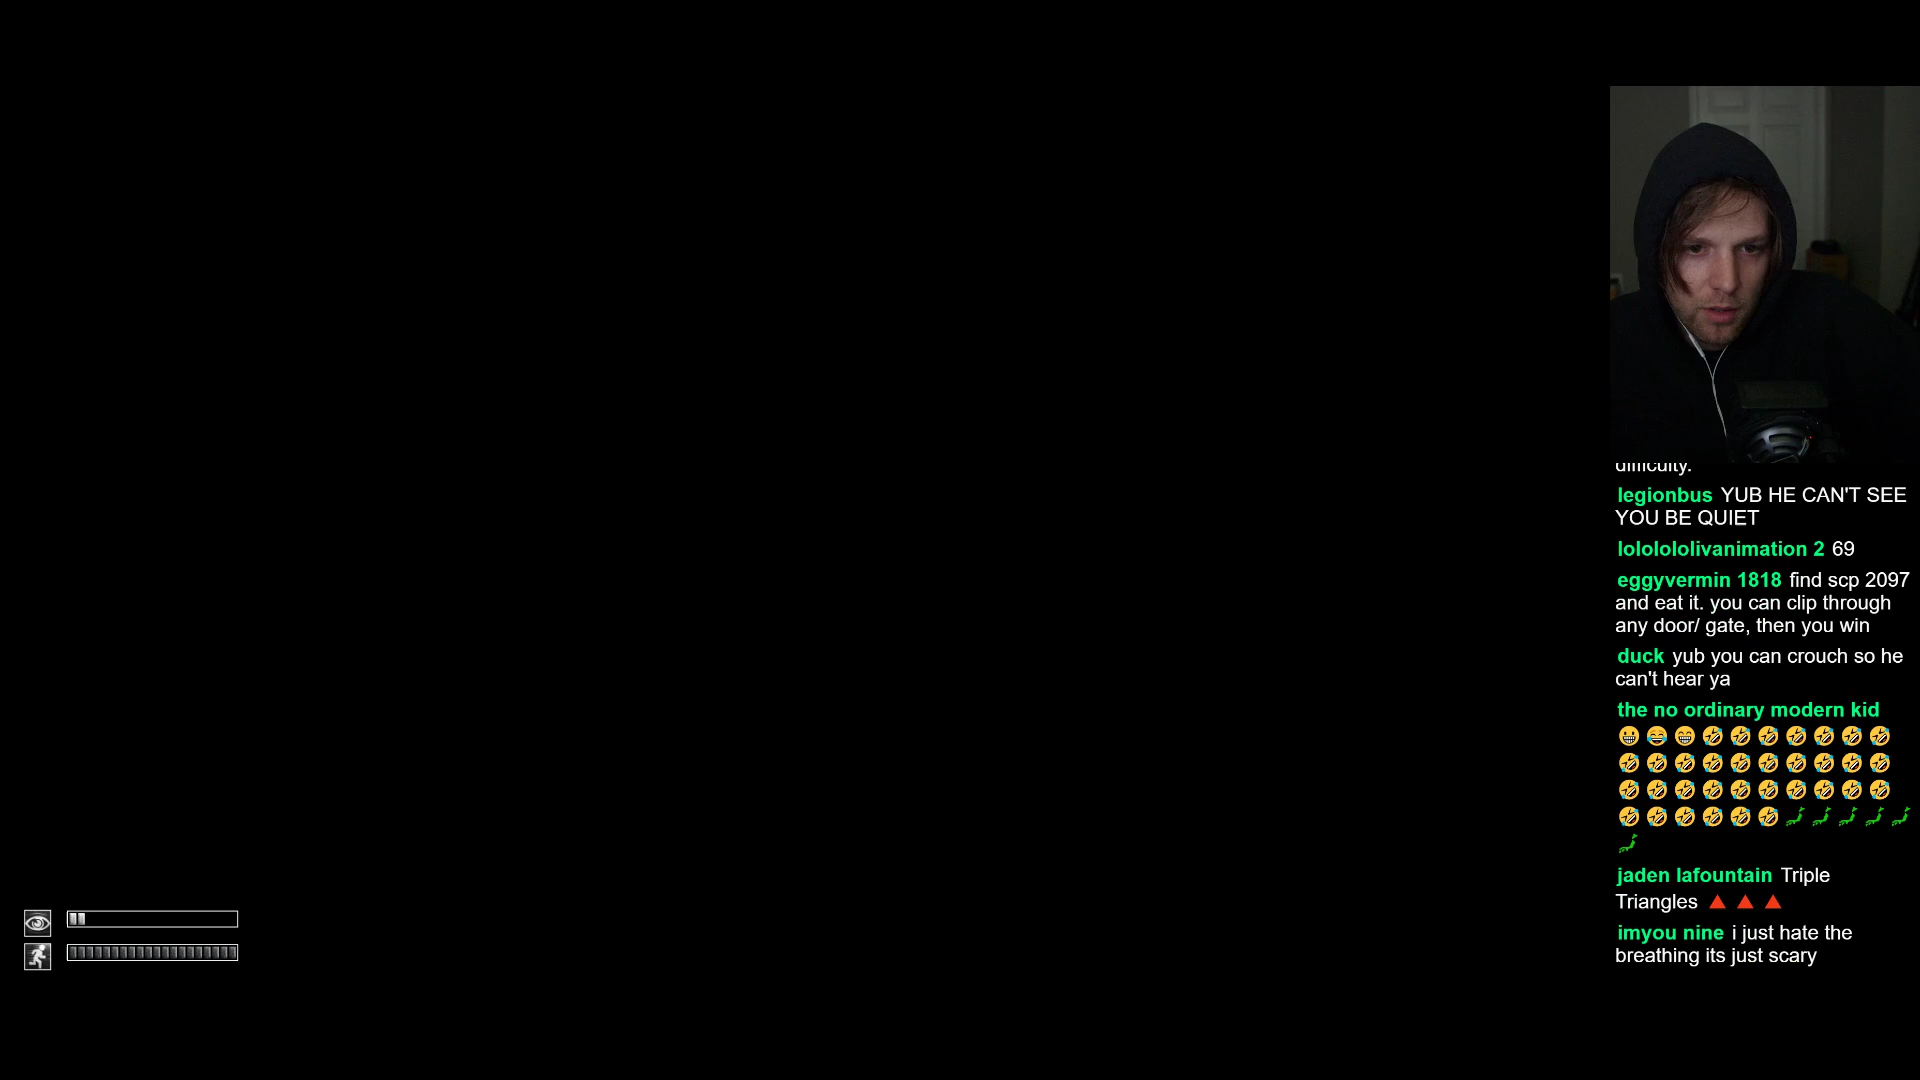 difficulty.
legionbus YUB HE CAN'T SEE
YOU BE QUIET
lolololololivanimation 2 69
eggyvermin 1818 find scp 2097
and eat it. you can clip through
any door/ gate, then you win
duck yub you can crouch so he
can't hear ya
the no ordinary modern kid
😀😂😁🤣🤣🤣🤣🤣🤣🤣
🤣🤣🤣🤣🤣🤣🤣🤣🤣🤣
🤣🤣🤣🤣🤣🤣🤣🤣🤣🤣
🤣🤣🤣🤣🤣🤣
jaden lafountain Triple
Triangles 🔺 🔺 🔺
imyou nine i just hate the
breathing its just scary